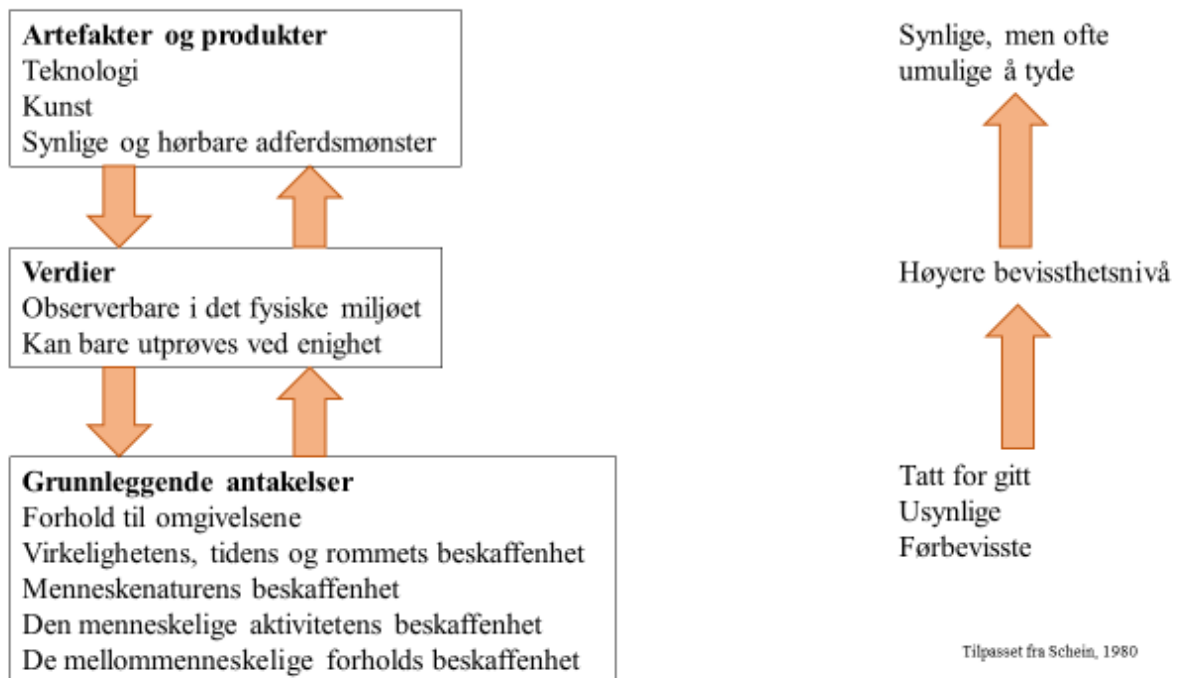 Artefakter og produkter
Teknologi
Kunst
Synlige og hørbare adferdsmønster
Synlige, men ofte
umulige å tyde
Verdier
Observerbare i det fysiske miljøet
Kan bare utprøves ved enighet
Høyere bevissthetsnivå
Grunnleggende antakelser
Forhold til omgivelsene
Virkelighetens, tidens og rommets beskaffenhet
Menneskenaturens beskaffenhet
Den menneskelige aktivitetens beskaffenhet
De mellommenneskelige forholds beskaffenhet
Tatt for gitt
Usynlige
Førbevisste
Tilpasset fra Schein, 1980